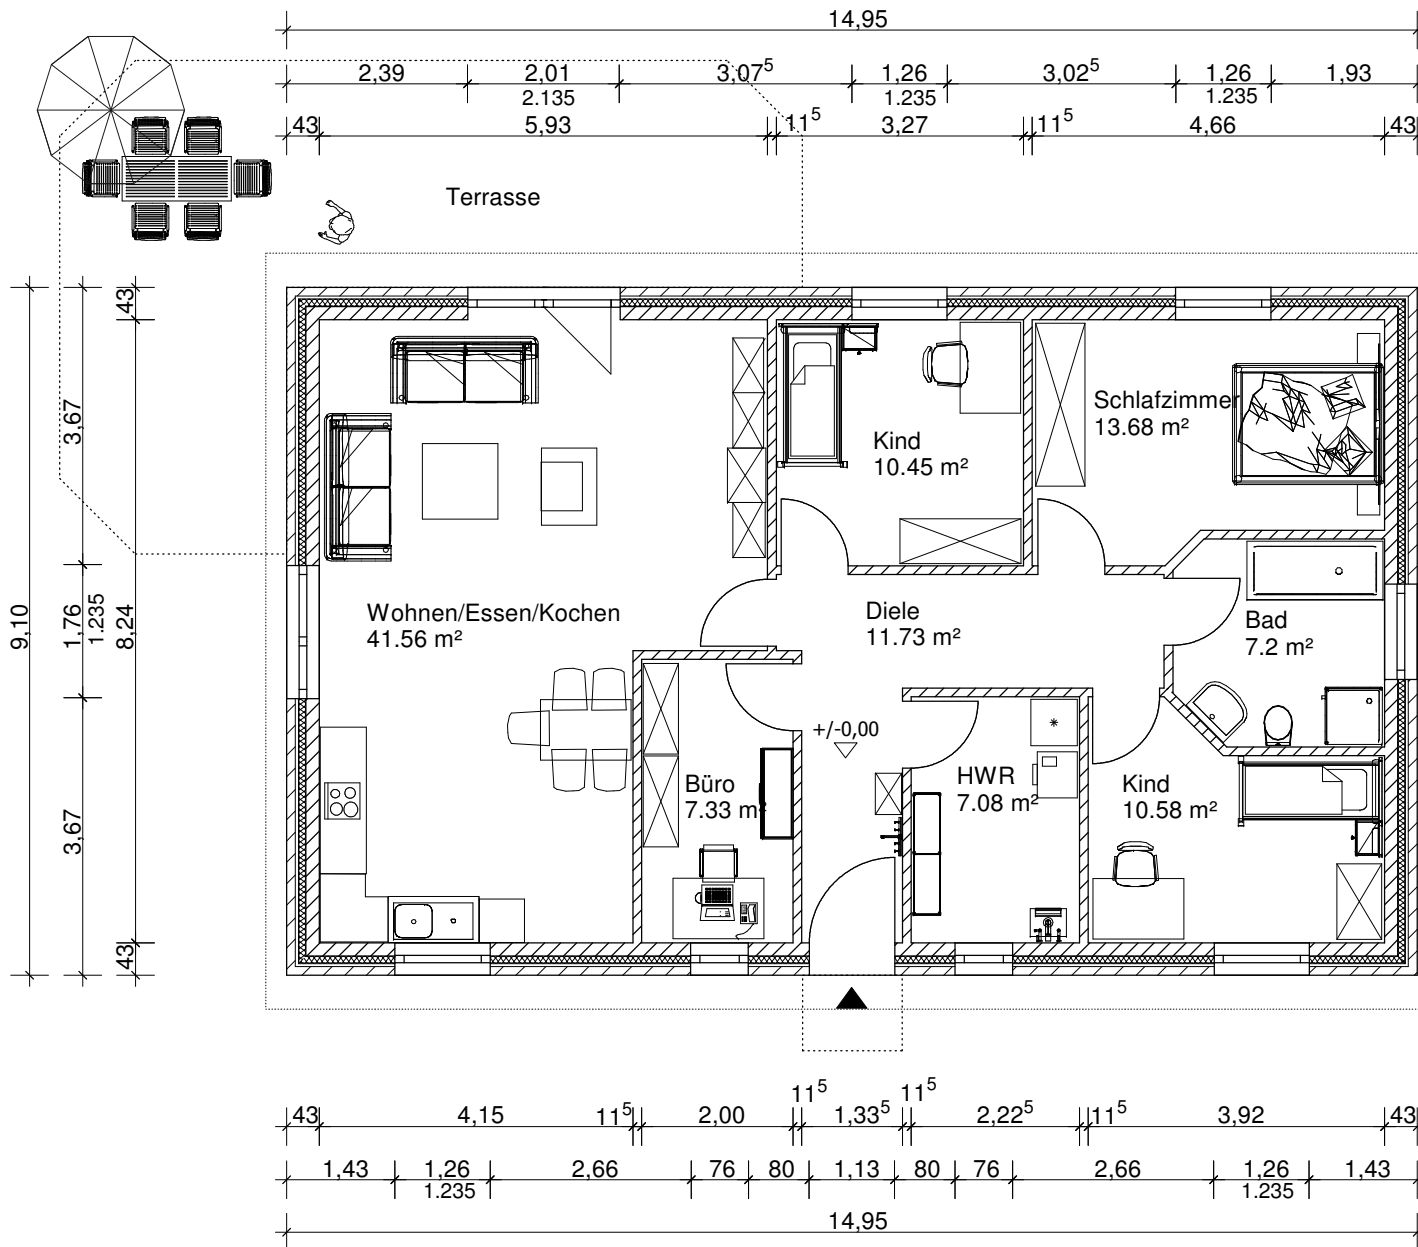 14,95
2,39 2,01 3,07⁵ 1,26 3,02⁵ 1,26 1,93
2.135 1.235 1.235
43 5,93 11⁵ 3,27 11⁵ 4,66 43
Terrasse
43
3,67
9,10
1,76
1.235
8,24
3,67
43
Schlafzimmer
13.68 m²
Kind
10.45 m²
Wohnen/Essen/Kochen
41.56 m²
Diele
11.73 m²
Bad
7.2 m²
+/-0,00
Büro
7.33 m²
HWR
7.08 m²
Kind
10.58 m²
43 4,15 11⁵ 2,00 11⁵ 1,33⁵ 11⁵ 2,22⁵ 11⁵ 3,92 43
1,43 1,26 2,66 76 80 1,13 80 76 2,66 1,26 1,43
1.235 1.235
14,95